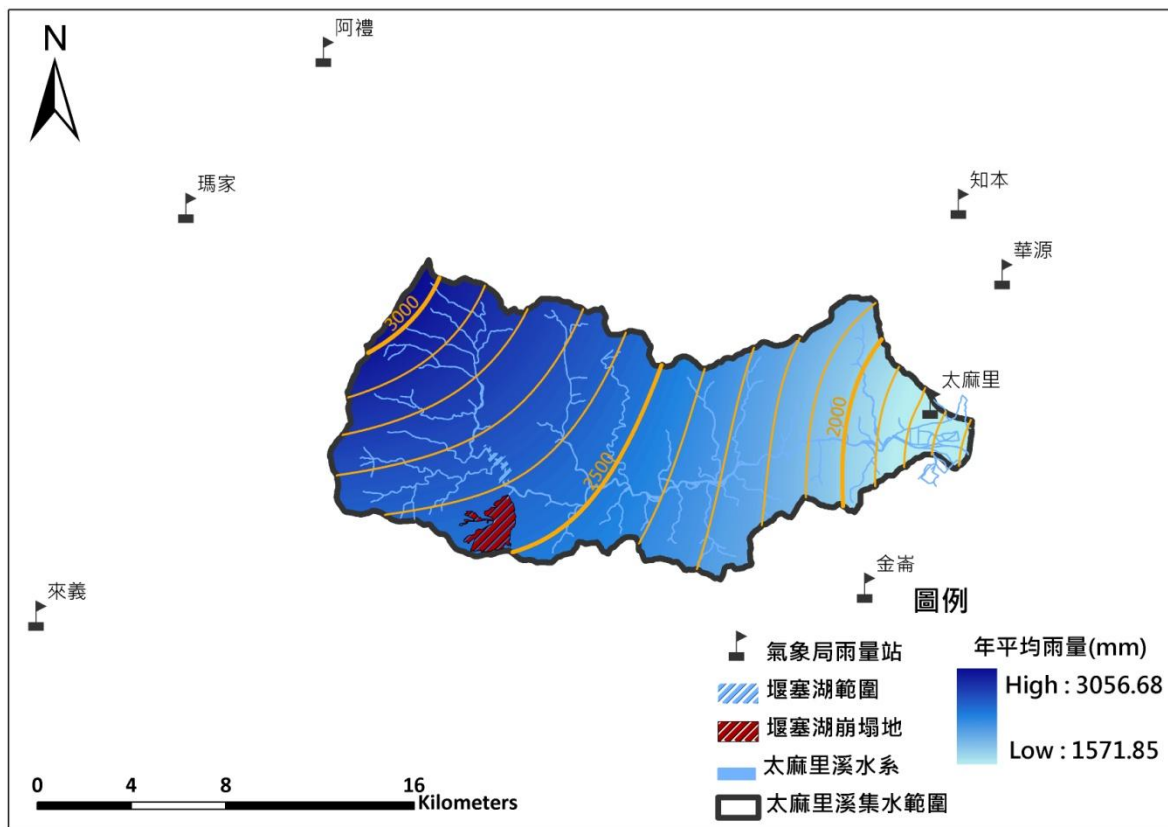 阿禮
N
瑪家
知本
華源
3000
太麻里
2000
2500
金崙
來義
圖例
氣象局雨量站
年平均雨量(mm)
堰塞湖範圍
High : 3056.68
堰塞湖崩塌地
太麻里溪水系
Low : 1571.85
太麻里溪集水範圍
0 4 8 16
Kilometers